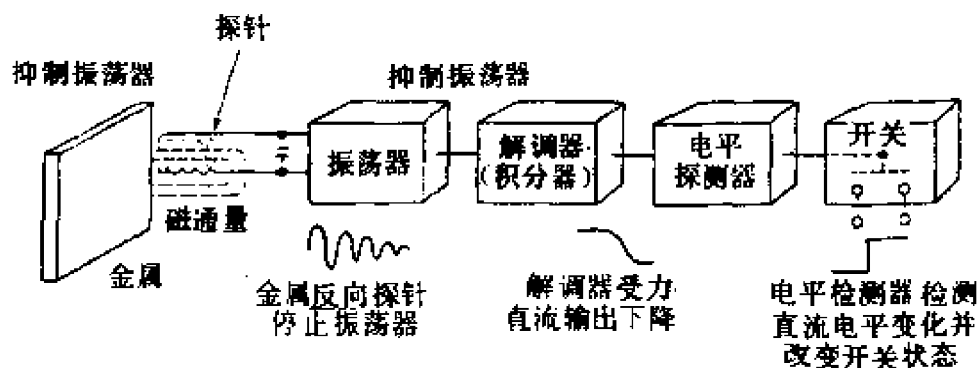 探针
抑制振荡器
抑制振荡器
振荡器
解调器
(积分器)
电平
探测器
开关
磁通量
金属
金属反向探针
停止振荡器
解调器受力
直流输出下降
电平检测器检测
直流电平变化并
改变开关状态